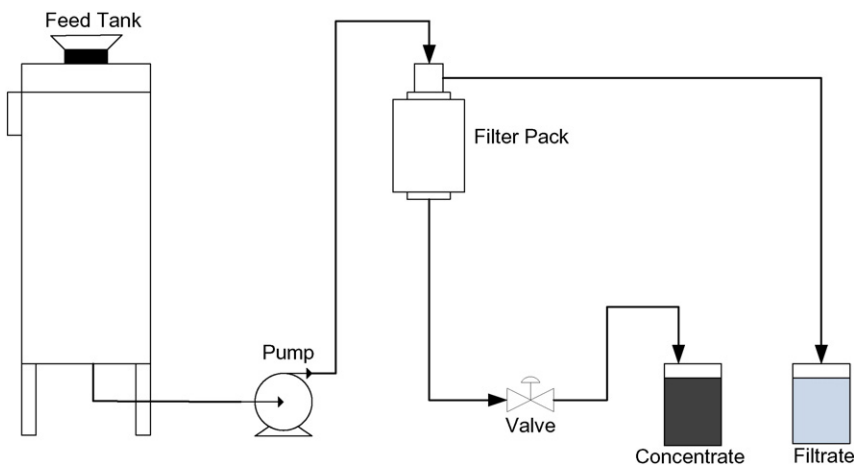 Feed Tank
Filter Pack
Pump
Valve
Concentrate
Filtrate